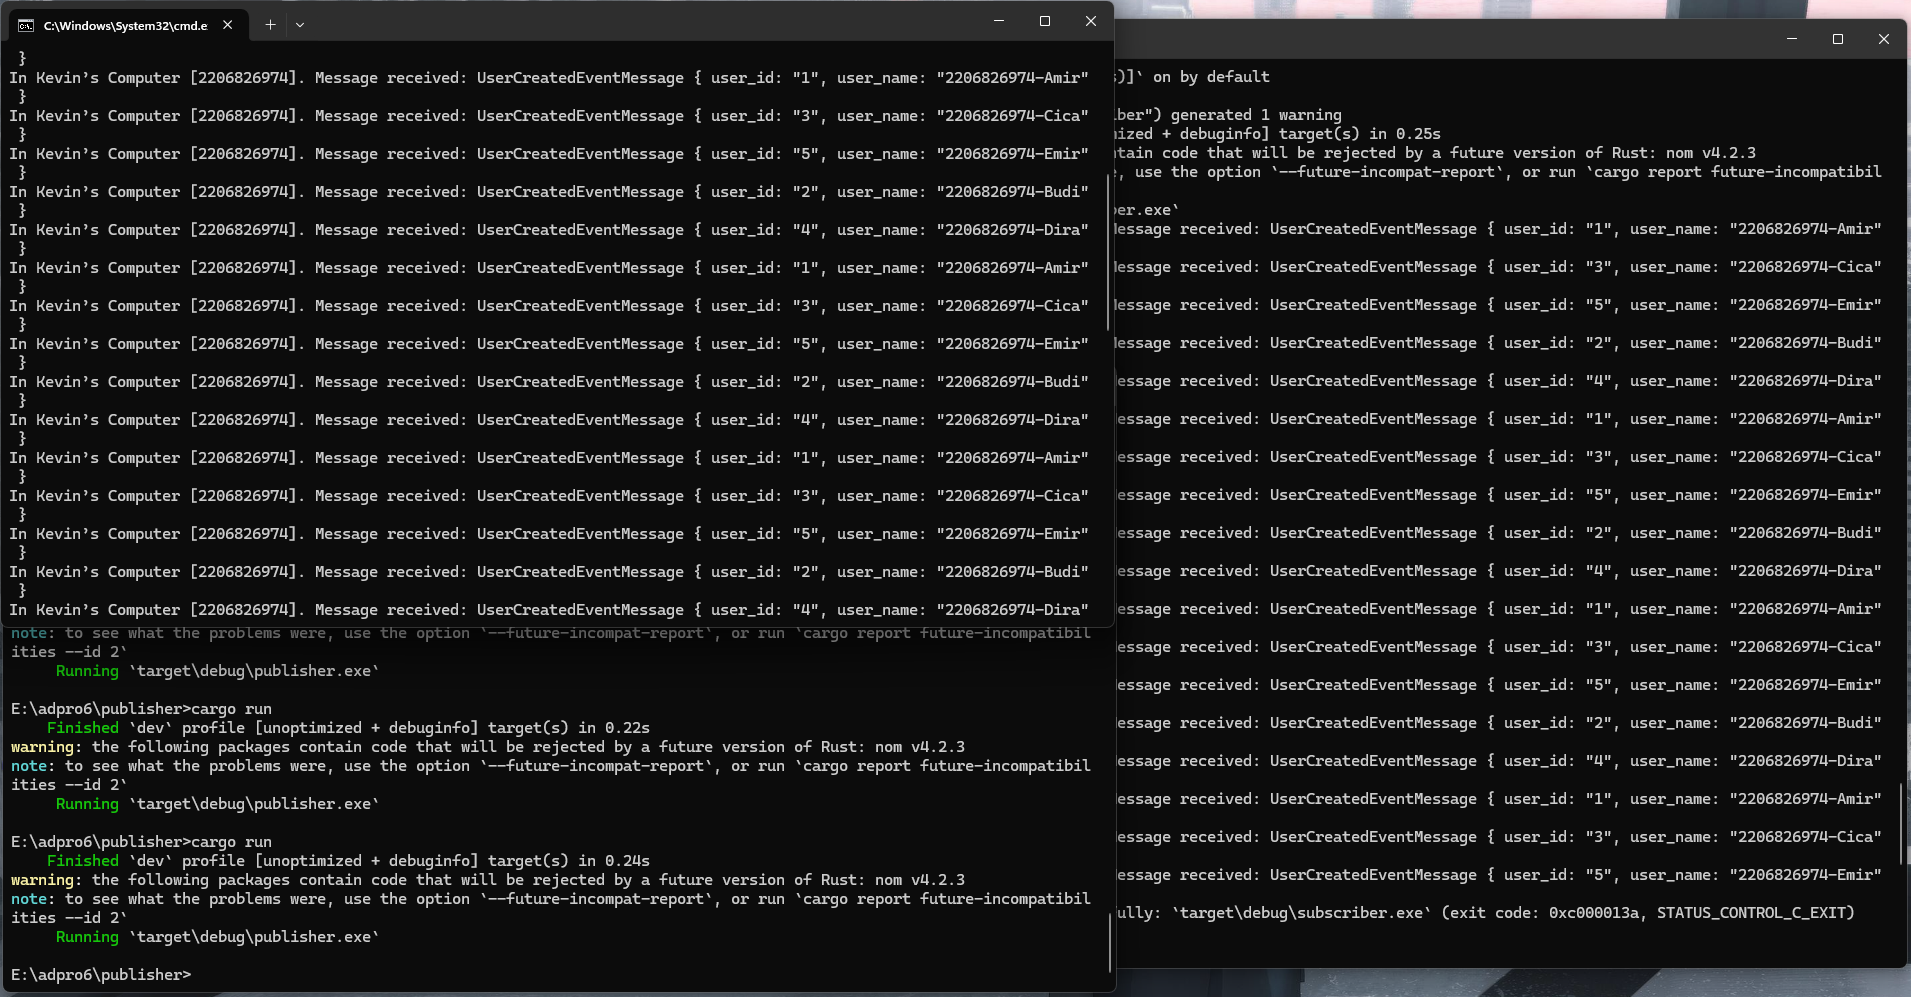 C:\Windows\System32\cmd.e
}
In Kevin's Computer [2206826974]. Message received: UserCreatedEventMessage { user_id: "1", user_name: "2206826974-Amir"
}
In Kevin's Computer [2206826974]. Message received: UserCreatedEventMessage { user_id: "3", user_name: "2206826974-Cica"
}
In Kevin's Computer [2206826974]. Message received: UserCreatedEventMessage { user_id: "5", user_name: "2206826974-Emir"
}
In Kevin's Computer [2206826974]. Message received: UserCreatedEventMessage { user_id: "2", user_name: "2206826974-Budi"
}
In Kevin's Computer [2206826974]. Message received: UserCreatedEventMessage { user_id: "4", user_name: "2206826974-Dira"
}
In Kevin's Computer [2206826974]. Message received: UserCreatedEventMessage { user_id: "1", user_name: "2206826974-Amir"
}
In Kevin's Computer [2206826974]. Message received: UserCreatedEventMessage { user_id: "3", user_name: "2206826974-Cica"
}
In Kevin's Computer [2206826974]. Message received: UserCreatedEventMessage { user_id: "5", user_name: "2206826974-Emir"
}
In Kevin's Computer [2206826974]. Message received: UserCreatedEventMessage { user_id: "2", user_name: "2206826974-Budi"
}
In Kevin's Computer [2206826974]. Message received: UserCreatedEventMessage { user_id: "4", user_name: "2206826974-Dira"
}
In Kevin's Computer [2206826974]. Message received: UserCreatedEventMessage { user_id: "1", user_name: "2206826974-Amir"
}
In Kevin's Computer [2206826974]. Message received: UserCreatedEventMessage { user_id: "3", user_name: "2206826974-Cica"
}
In Kevin's Computer [2206826974]. Message received: UserCreatedEventMessage { user_id: "5", user_name: "2206826974-Emir"
}
In Kevin's Computer [2206826974]. Message received: UserCreatedEventMessage { user_id: "2", user_name: "2206826974-Budi"
}
In Kevin's Computer [2206826974]. Message received: UserCreatedEventMessage { user_id: "4", user_name: "2206826974-Dira"
note: to see what the problems were, use the option `--future-incompat-report`, or run `cargo report future-incompatibil
ities --id 2`
Running `target\debug\publisher.exe`
E:\adpro6\publisher>cargo run
Finished `dev` profile [unoptimized + debuginfo] target(s) in 0.22s
warning: the following packages contain code that will be rejected by a future version of Rust: nom v4.2.3
note: to see what the problems were, use the option `--future-incompat-report`, or run `cargo report future-incompatibil
ities --id 2`
Running `target\debug\publisher.exe`
E:\adpro6\publisher>cargo run
Finished `dev` profile [unoptimized + debuginfo] target(s) in 0.24s
warning: the following packages contain code that will be rejected by a future version of Rust: nom v4.2.3
note: to see what the problems were, use the option `--future-incompat-report`, or run `cargo report future-incompatibil
ities --id 2`
Running `target\debug\publisher.exe`
E:\adpro6\publisher>
s)]` on by default
ber") generated 1 warning
ized + debuginfo] target(s) in 0.25s
tain code that will be rejected by a future version of Rust: nom v4.2.3
, use the option `--future-incompat-report`, or run `cargo report future-incompatibil
er.exe`
essage received: UserCreatedEventMessage { user_id: "1", user_name: "2206826974-Amir"
essage received: UserCreatedEventMessage { user_id: "3", user_name: "2206826974-Cica"
essage received: UserCreatedEventMessage { user_id: "5", user_name: "2206826974-Emir"
essage received: UserCreatedEventMessage { user_id: "2", user_name: "2206826974-Budi"
essage received: UserCreatedEventMessage { user_id: "4", user_name: "2206826974-Dira"
essage received: UserCreatedEventMessage { user_id: "1", user_name: "2206826974-Amir"
essage received: UserCreatedEventMessage { user_id: "3", user_name: "2206826974-Cica"
essage received: UserCreatedEventMessage { user_id: "5", user_name: "2206826974-Emir"
essage received: UserCreatedEventMessage { user_id: "2", user_name: "2206826974-Budi"
essage received: UserCreatedEventMessage { user_id: "4", user_name: "2206826974-Dira"
essage received: UserCreatedEventMessage { user_id: "1", user_name: "2206826974-Amir"
essage received: UserCreatedEventMessage { user_id: "3", user_name: "2206826974-Cica"
essage received: UserCreatedEventMessage { user_id: "5", user_name: "2206826974-Emir"
essage received: UserCreatedEventMessage { user_id: "2", user_name: "2206826974-Budi"
essage received: UserCreatedEventMessage { user_id: "4", user_name: "2206826974-Dira"
essage received: UserCreatedEventMessage { user_id: "1", user_name: "2206826974-Amir"
essage received: UserCreatedEventMessage { user_id: "3", user_name: "2206826974-Cica"
essage received: UserCreatedEventMessage { user_id: "5", user_name: "2206826974-Emir"
ully: `target\debug\subscriber.exe` (exit code: 0xc000013a, STATUS_CONTROL_C_EXIT)